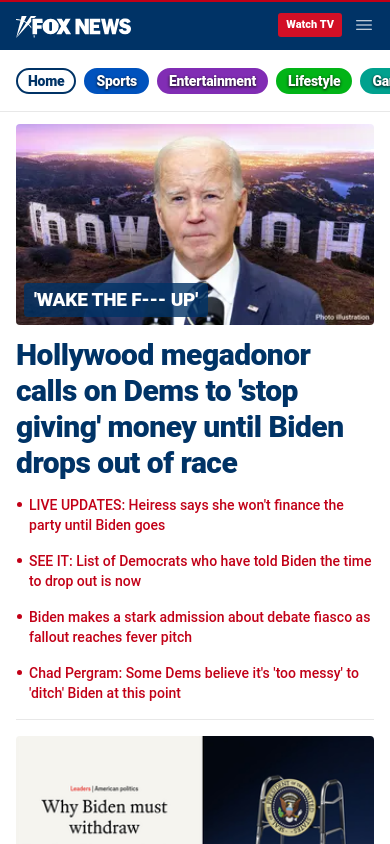 FOX NEWS
Watch TV
Home
Sports
Entertainment
Lifestyle
Ga
'WAKE THE F--- UP'
Photo illustration
Hollywood megadonor
calls on Dems to 'stop
giving' money until Biden
drops out of race
• LIVE UPDATES: Heiress says she won't finance the
party until Biden goes
• SEE IT: List of Democrats who have told Biden the time
to drop out is now
• Biden makes a stark admission about debate fiasco as
fallout reaches fever pitch
• Chad Pergram: Some Dems believe it's 'too messy' to
'ditch' Biden at this point
Leaders | American politics
Why Biden must
withdraw